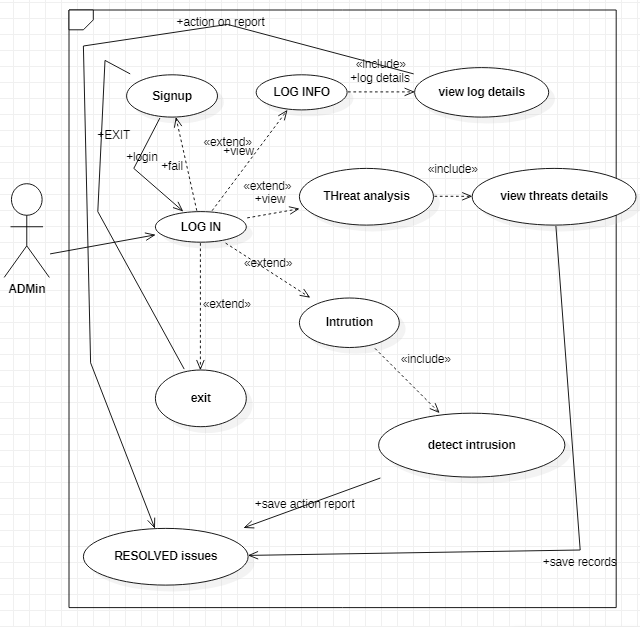 +action on report
«include»
+log details
Signup
LOG INFO
view log details
+EXIT
+login
+fail
«extend»
+view
«include»
«extend»
+view
THreat analysis
view threats details
LOG IN
ADMin
«extend»
«extend»
Intrution
«include»
exit
detect intrusion
+save action report
RESOLVED issues
+save records